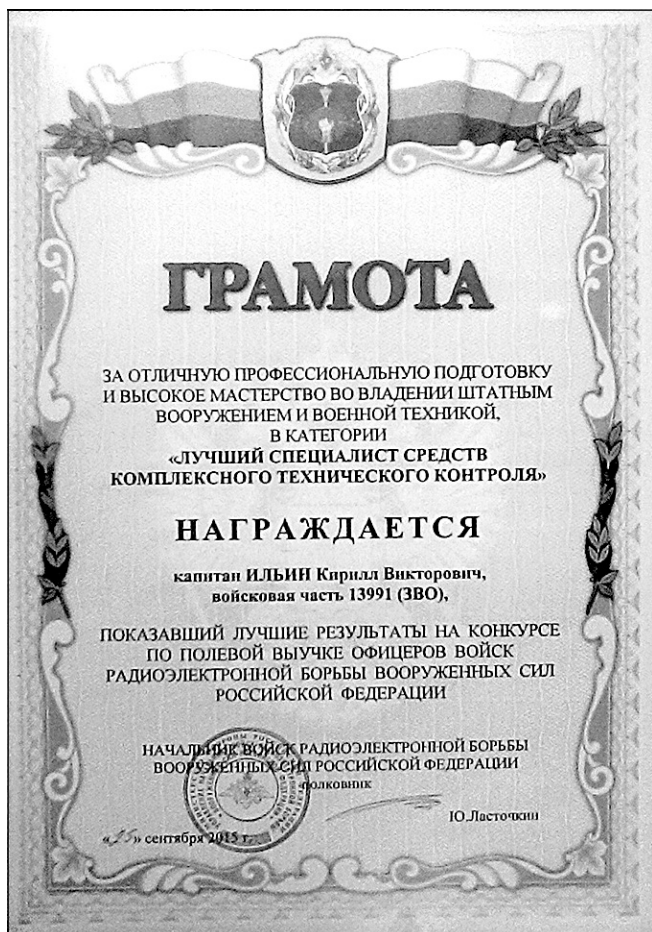 ГРАМОТА
ЗА ОТЛИЧНУЮ ПРОФЕССИОНАЛЬНУЮ ПОДГОТОВКУ
И ВЫСОКОЕ МАСТЕРСТВО ВО ВЛАДЕНИИ ШТАТНЫМ
ВООРУЖЕНИЕМ И ВОЕННОЙ ТЕХНИКОЙ,
В КАТЕГОРИИ
«ЛУЧШИЙ СПЕЦИАЛИСТ СРЕДСТВ
КОМПЛЕКСНОГО ТЕХНИЧЕСКОГО КОНТРОЛЯ»
НАГРАЖДАЕТСЯ
капитан ИЛЬИН Кирилл Викторович,
войсковая часть 13991 (ЗВО),
ПОКАЗАВШИЙ ЛУЧШИЕ РЕЗУЛЬТАТЫ НА КОНКУРСЕ
ПО ПОЛЕВОЙ ВЫУЧКЕ ОФИЦЕРОВ ВОЙСК
РАДИОЭЛЕКТРОННОЙ БОРЬБЫ ВООРУЖЕННЫХ СИЛ
РОССИЙСКОЙ ФЕДЕРАЦИИ
НАЧАЛЬНИК ВОЙСК РАДИОЭЛЕКТРОННОЙ БОРЬБЫ
ВООРУЖЕННЫХ СИЛ РОССИЙСКОЙ ФЕДЕРАЦИИ
полковник
Ю.Ласточкин
«25» сентября 2015 г.